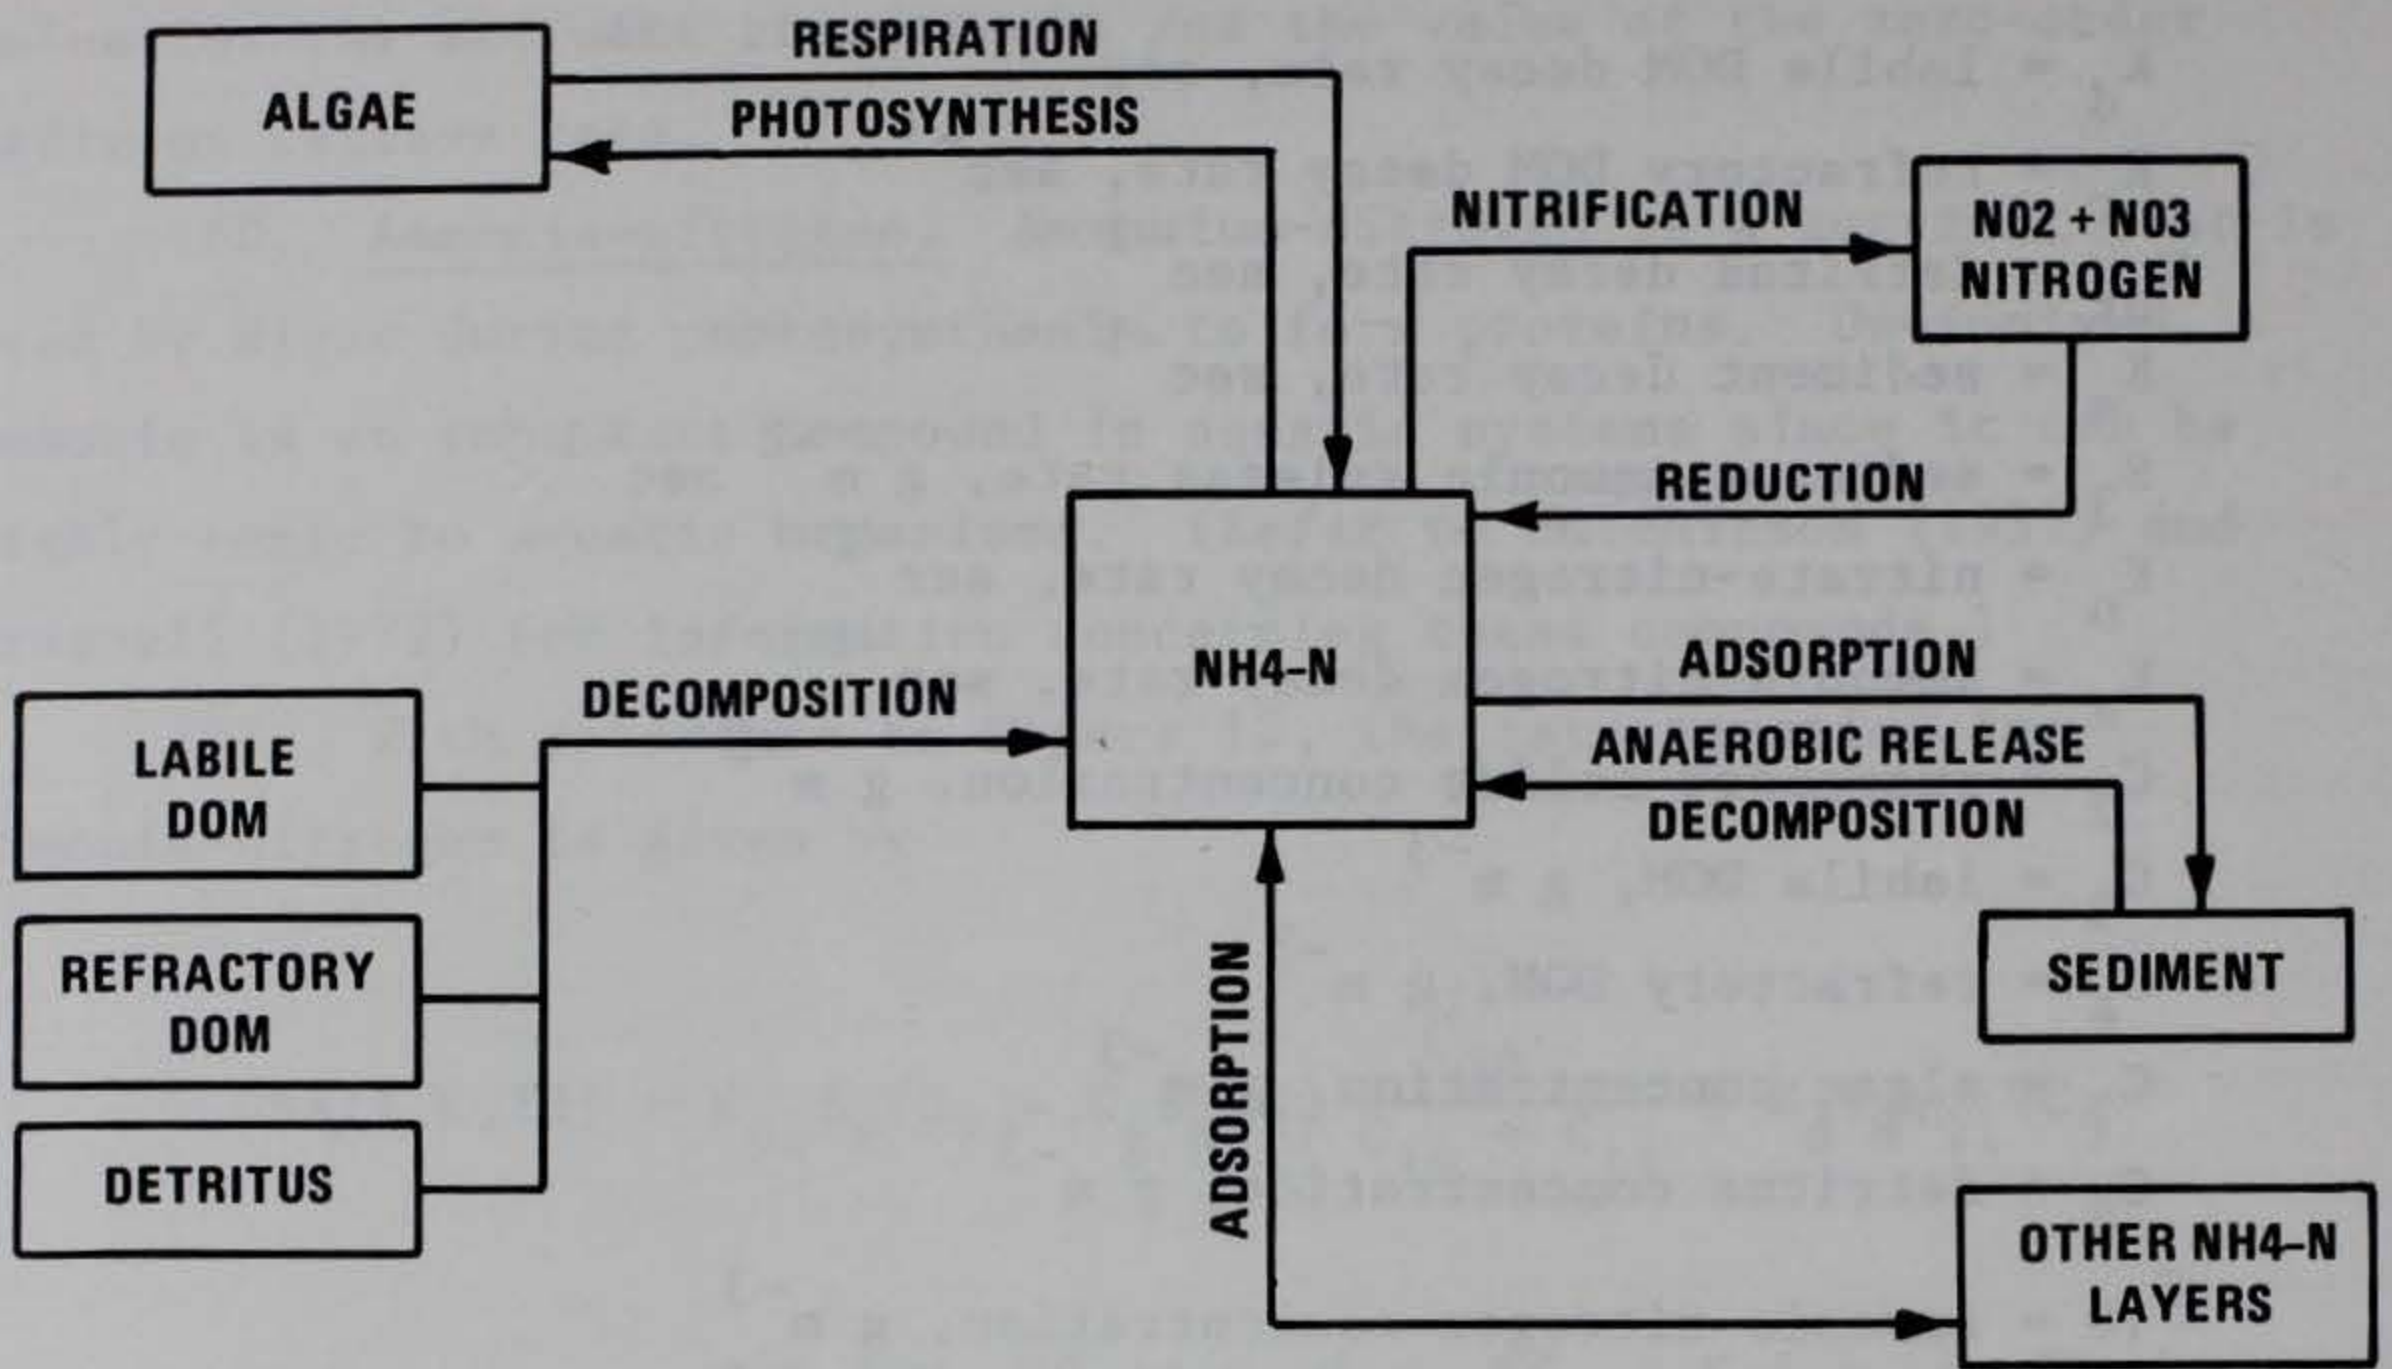 RESPIRATION
ALGAE
PHOTOSYNTHESIS
NITRIFICATION
N02 + N03
NITROGEN
REDUCTION
NH4-N
ADSORPTION
ANAEROBIC RELEASE
DECOMPOSITION
SEDIMENT
DECOMPOSITION
LABILE
DOM
REFRACTORY
DOM
DETRITUS
ADSORPTION
OTHER NH4-N
LAYERS